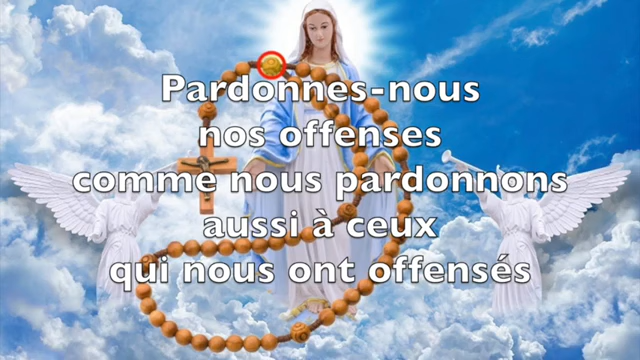 Pardonnes-nous
nos offenses
comme nous pardonnons
aussi à ceux
qui nous ont offensés